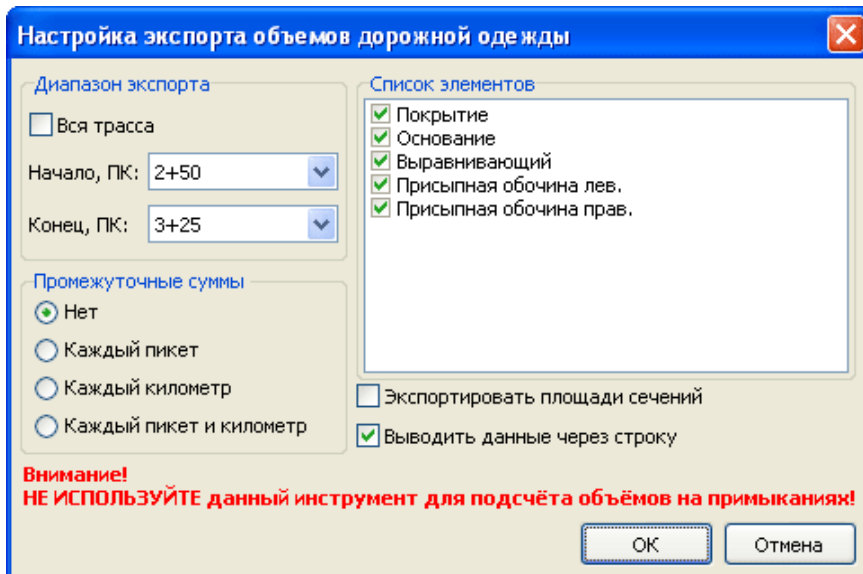 Настройка экспорта объемов дорожной одежды
Диапазон экспорта
Вся трасса
Начало, ПК: 2+50
Конец, ПК: 3+25
Промежуточные суммы
Нет
Каждый пикет
Каждый километр
Каждый пикет и километр
Список элементов
Покрытие
Основание
Выравнивающий
Присыпная обочина лев.
Присыпная обочина прав.
Экспортировать площади сечений
Выводить данные через строку
Внимание!
НЕ ИСПОЛЬЗУЙТЕ данный инструмент для подсчёта объёмов на примыканиях!
ОК
Отмена